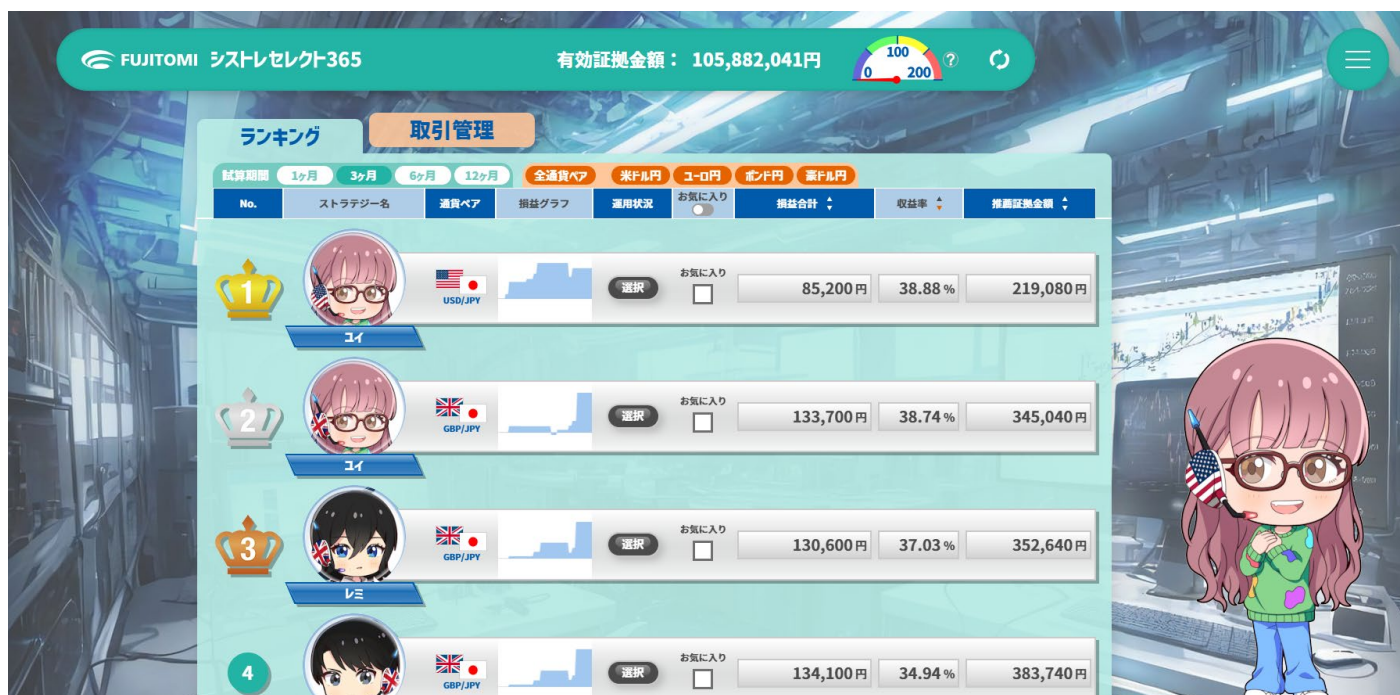 FUJITOMI シストレセレクト365 有効証拠金額： 105,882,041円 0 100 200 ?
ランキング 取引管理
試算期間 1ヶ月 3ヶ月 6ヶ月 12ヶ月 全通貨ペア 米ドル円 ユーロ円 ポンド円 豪ドル円
No. ストラテジー名 通貨ペア 損益グラフ 運用状況 お気に入り 損益合計 収益率 推薦証拠金額
1 USD/JPY 選択 お気に入り 85,200円 38.88% 219,080円
ユイ
2 GBP/JPY 選択 お気に入り 133,700円 38.74% 345,040円
ユイ
3 GBP/JPY 選択 お気に入り 130,600円 37.03% 352,640円
レミ
4 GBP/JPY 選択 お気に入り 134,100円 34.94% 383,740円